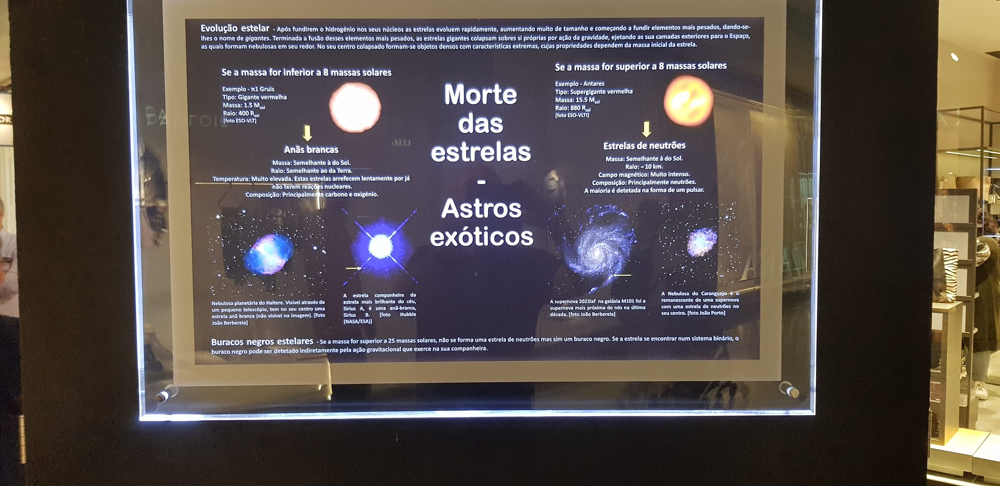 Evolução estelar - Após fundirem o hidrogénio nos seus núcleos as estrelas evoluem rapidamente, aumentando muito de tamanho e começando a fundir elementos mais pesados, dando-se-
lhes o nome de gigantes. Terminada a fusão desses elementos mais pesados, as estrelas gigantes colapsam sobre si próprias por ação da gravidade, ejetando as sua camadas exteriores para o Espaço,
as quais formam nebulosas em seu redor. No seu centro colapsado formam-se objetos densos com características extremas, cujas propriedades dependem da massa inicial da estrela.
Se a massa for inferior a 8 massas solares
Exemplo - π1 Gruis
Tipo: Gigante vermelha
Massa: 1.5 Msol
Raio: 400 Rsol
[foto ESO-VLT]
Anãs brancas
Massa: Semelhante à do Sol.
Raio: Semelhante ao da Terra.
Temperatura: Muito elevada. Estas estrelas arrefecem lentamente por já
não terem reações nucleares.
Composição: Principalmente carbono e oxigénio.
Nebulosa planetária do Haltere. Visível através de
um pequeno telescópio, tem no seu centro uma
estrela anã branca (não visível na imagem). [foto
João Berbereia]
A estrela companheira da
estrela mais brilhante do céu,
Sirius A, é uma anã-branca,
Sirius B. [foto Hubble
(NASA/ESA)]
Morte
das
estrelas
-
Astros
exóticos
Se a massa for superior a 8 massas solares
Exemplo - Antares
Tipo: Supergigante vermelha
Massa: 15.5 Msol
Raio: 880 Rsol
[foto ESO-VLTI]
Estrelas de neutrões
Massa: Semelhante à do Sol.
Raio: ~10 km.
Campo magnético: Muito intenso.
Composição: Principalmente neutrões.
A maioria é detetada na forma de um pulsar.
A supernova 2023ixf na galáxia M101 foi a
supernova mais próxima de nós na última
década. [foto João Berbereia]
A Nebulosa do Caranguejo é o
remanescente de uma supernova
com uma estrela de neutrões no
seu centro. [foto João Porto]
Buracos negros estelares - Se a massa for superior a 25 massas solares, não se forma uma estrela de neutrões mas sim um buraco negro. Se a estrela se encontrar num sistema binário, o
buraco negro pode ser detetado indiretamente pela ação gravitacional que exerce na sua companheira.